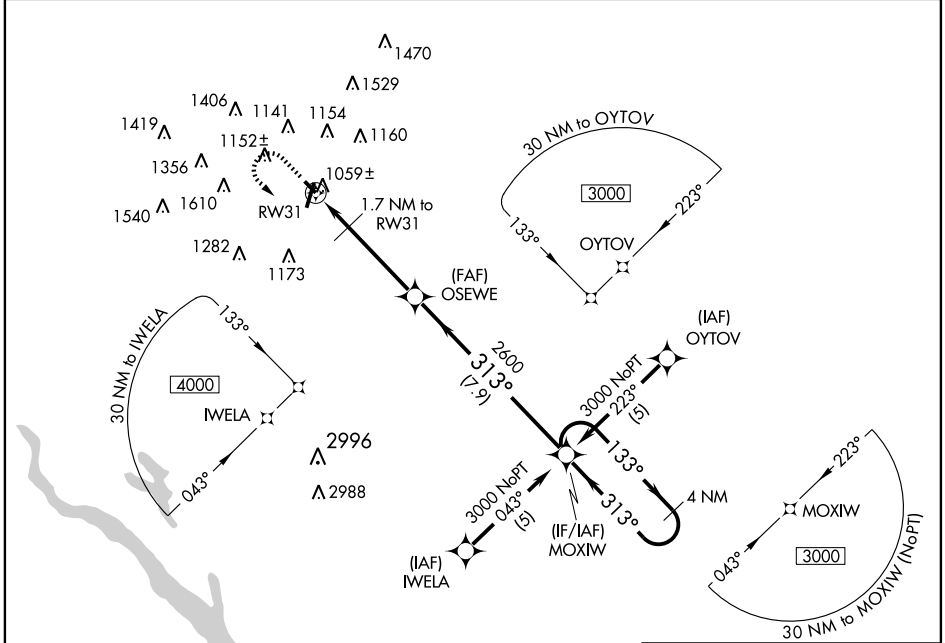 1470
1529
1406
1141
1154
1419
1160
1152±
1356
1059±
1610
RW31
1540
1.7 NM to
RW31
1282
1173
30 NM to OYTOV
3000
133°
223°
OYTOV
(FAF)
OSEWE
(IAF)
OYTOV
30 NM to IWELA
133°
4000
IWELA
043°
2600
313°
(7.9)
3000 NoPT
223°
(5)
2996
2988
133°
4 NM
313°
3000 NoPT
043°
(5)
(IF/IAF)
MOXIW
(IAF)
IWELA
223°
MOXIW
043°
3000
30 NM to MOXIW (NoPT)